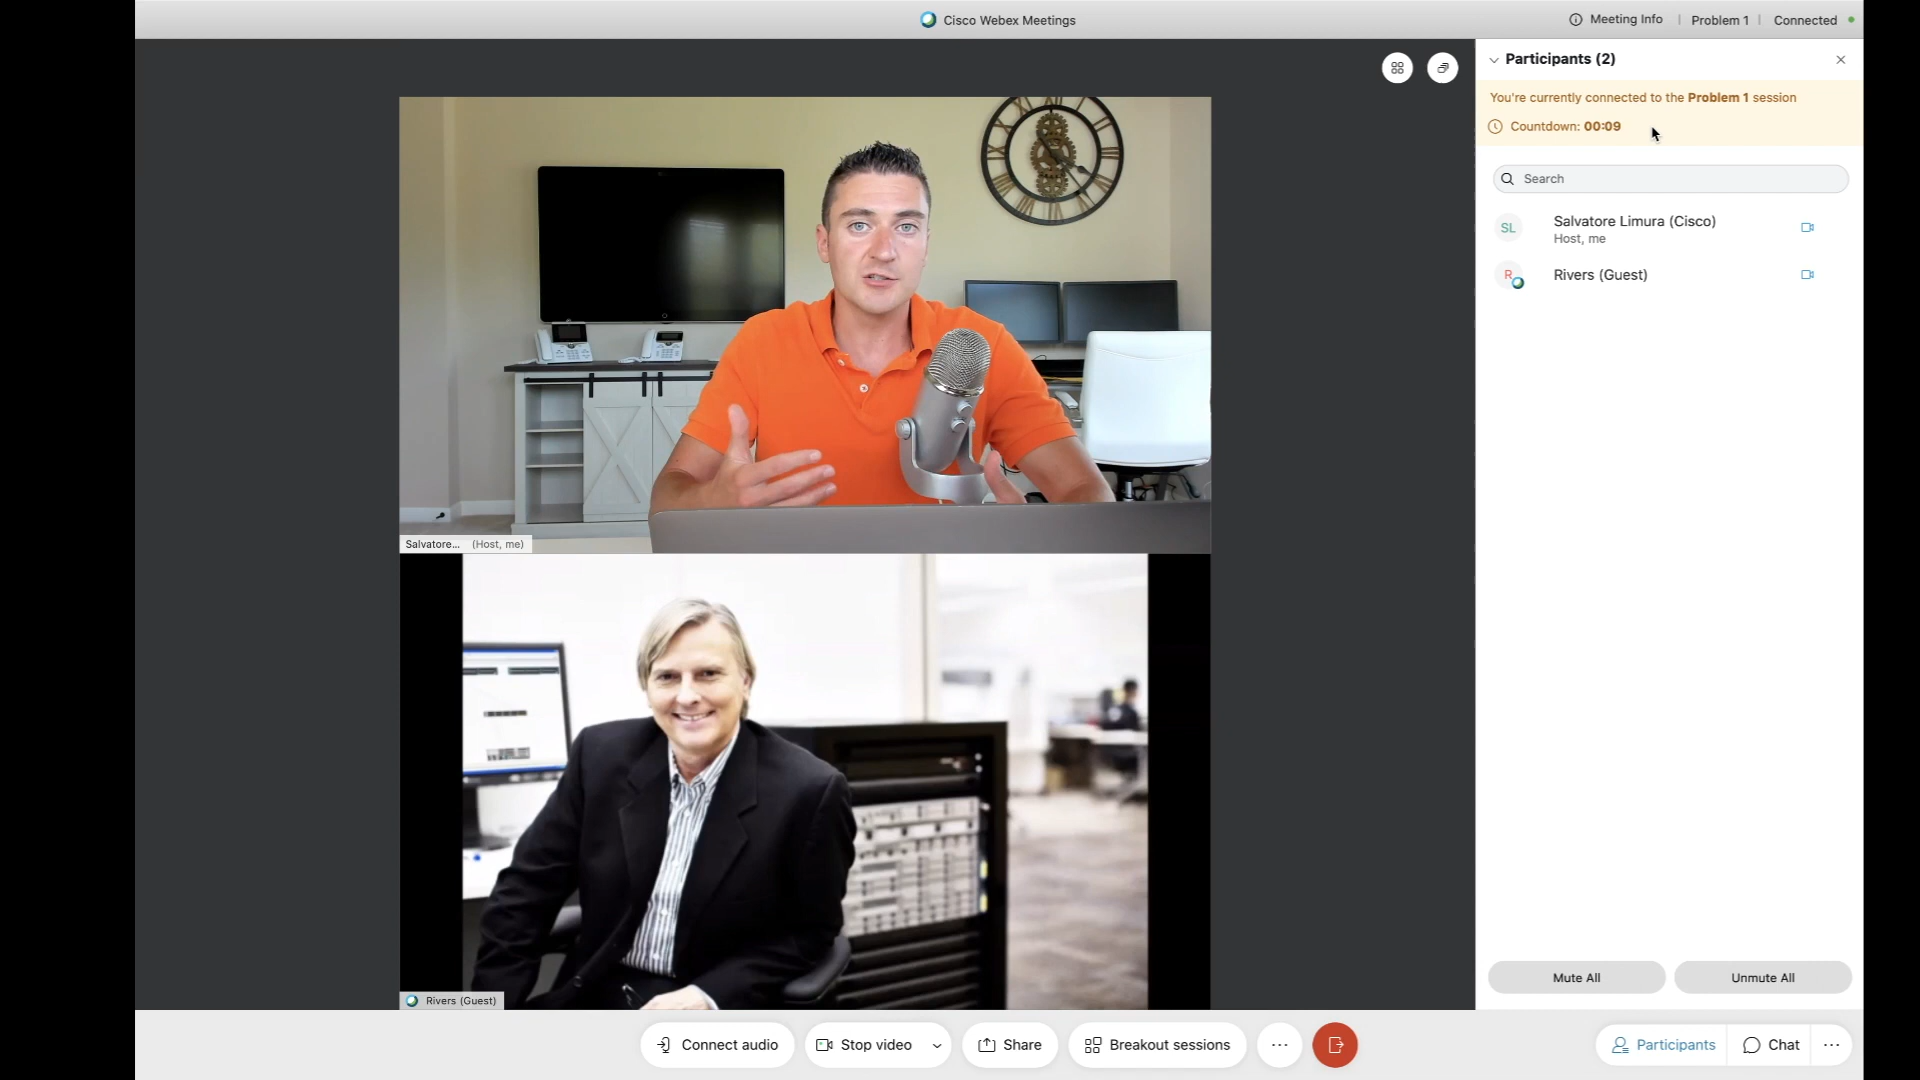 Cisco Webex Meetings
Meeting Info
Problem 1
Connected
Participants (2)
You're currently connected to the Problem 1 session
Countdown: 00:09
Search
SL
Salvatore Limura (Cisco)
Host, me
R
Rivers (Guest)
Salvatore... (Host, me)
Rivers (Guest)
Mute All
Unmute All
Connect audio
Stop video
Share
Breakout sessions
Participants
Chat